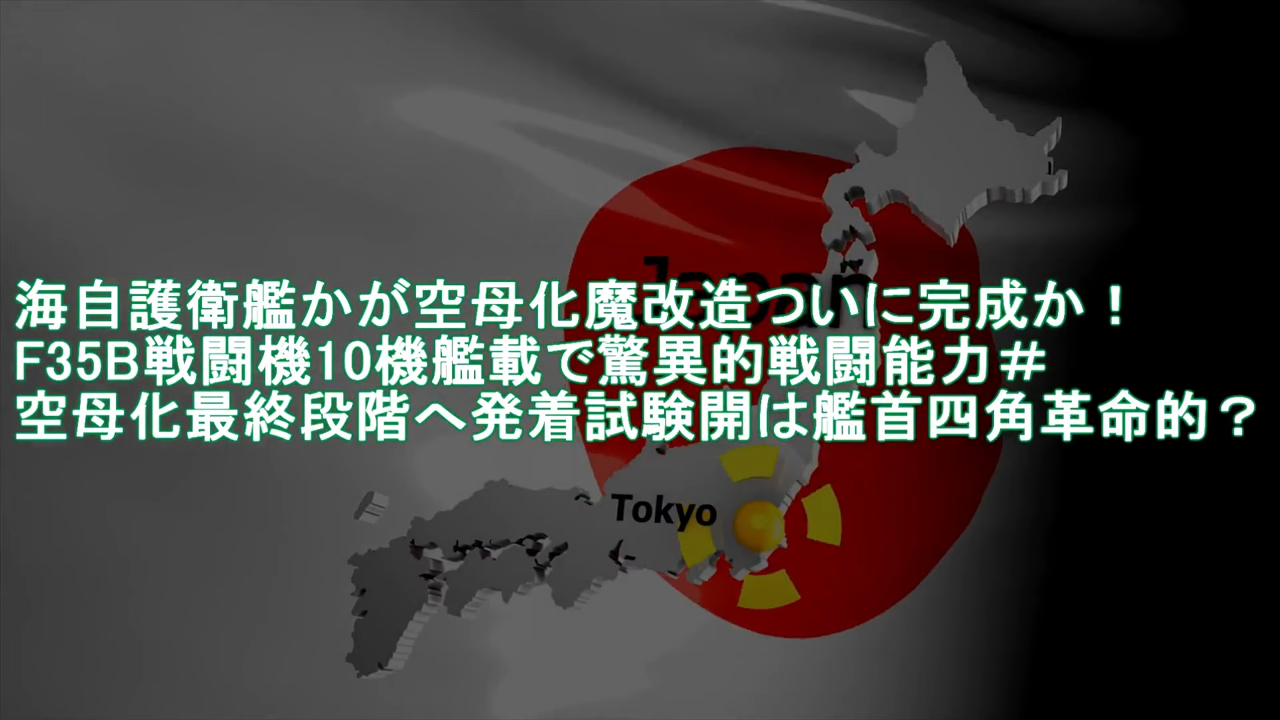 Japan
海自護衛艦かが空母化魔改造ついに完成か！
F35B戦闘機10機艦載で驚異的戦闘能力＃
空母化最終段階へ発着試験開は艦首四角革命的？
Tokyo